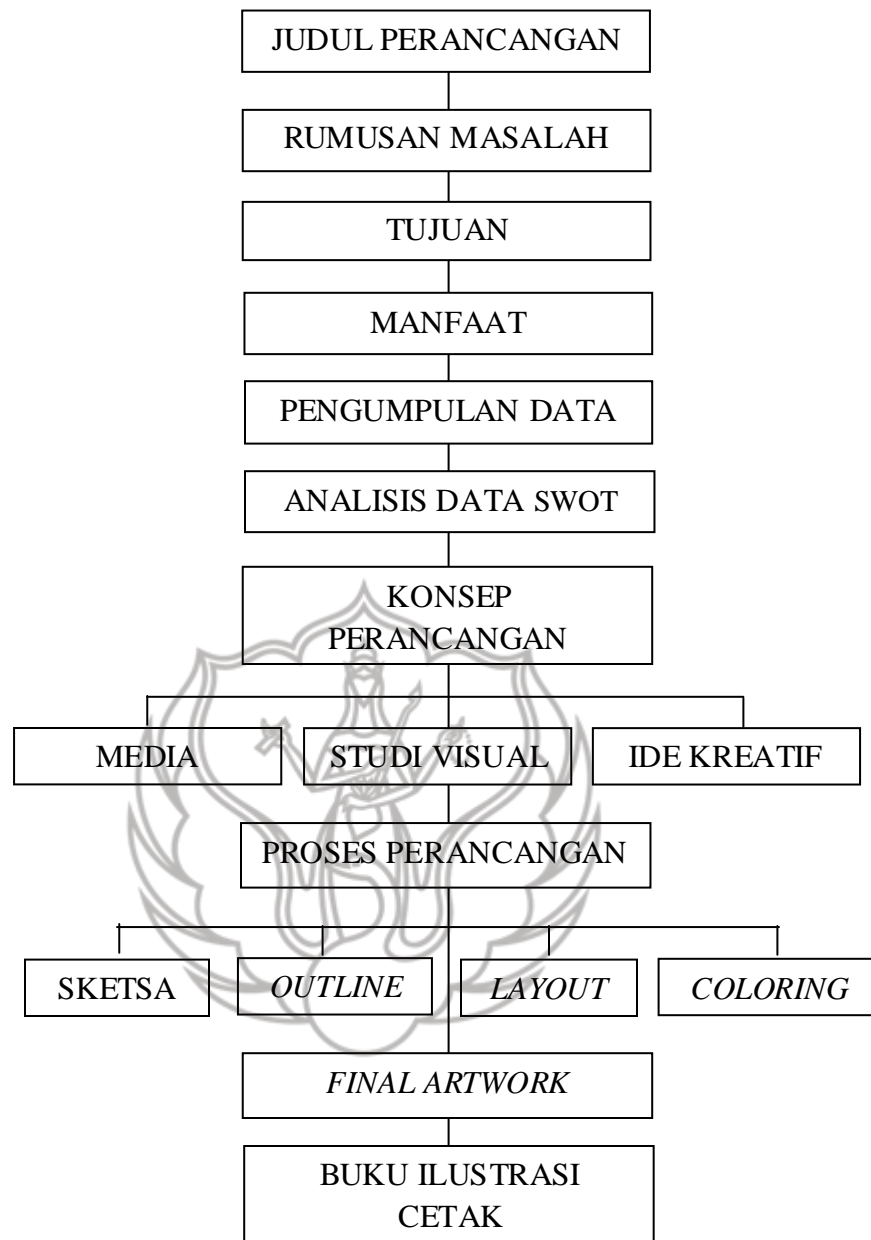 JUDUL PERANCANGAN
RUMUSAN MASALAH
TUJUAN
MANFAAT
PENGUMPULAN DATA
ANALISIS DATA SWOT
KONSEP
PERANCANGAN
MEDIA
STUDI VISUAL
IDE KREATIF
PROSES PERANCANGAN
SKETSA
OUTLINE
LAYOUT
COLORING
FINAL ARTWORK
BUKU ILUSTRASI
CETAK